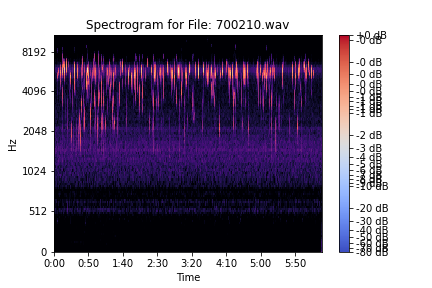 Spectrogram for File: 700210.wav
8192
4096
2048
1024
512
0
Hz
0:00 0:50 1:40 2:30 3:20 4:10 5:00 5:50
Time
+0 dB
-0 dB
-0 dB
-0 dB
-0 dB
-1 dB
-2 dB
-3 dB
-4 dB
-5 dB
-10 dB
-20 dB
-30 dB
-40 dB
-50 dB
-80 dB